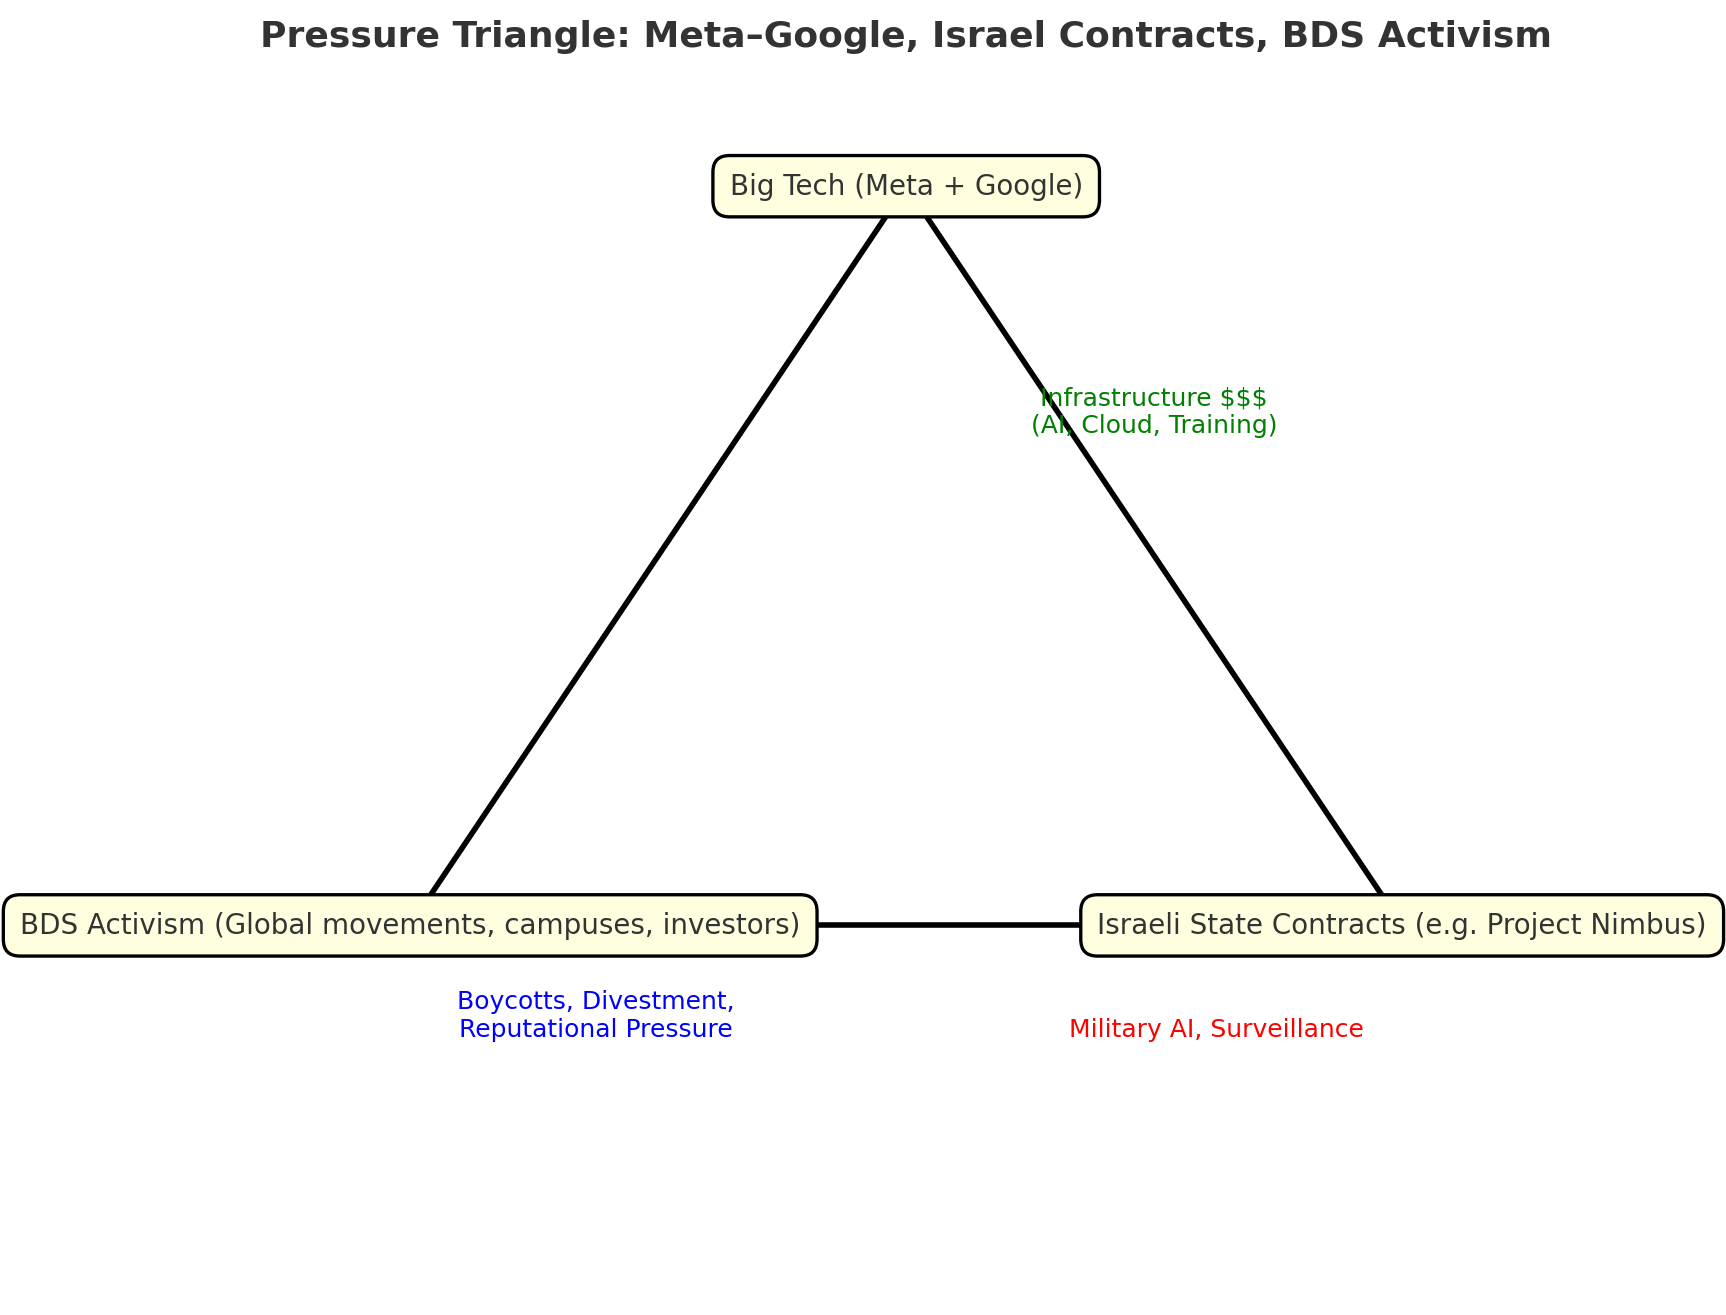 Pressure Triangle: Meta–Google, Israel Contracts, BDS Activism
Big Tech (Meta + Google)
Infrastructure $$$
(AI, Cloud, Training)
BDS Activism (Global movements, campuses, investors)
Israeli State Contracts (e.g. Project Nimbus)
Boycotts, Divestment,
Reputational Pressure
Military AI, Surveillance